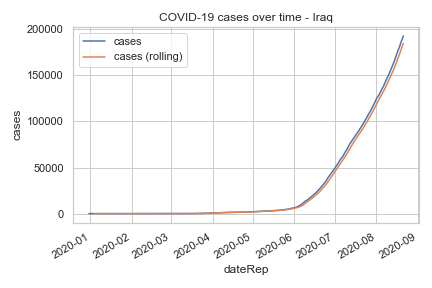 COVID-19 cases over time - Iraq
cases
cases (rolling)
200000
150000
100000
50000
0
cases
2020-01
2020-02
2020-03
2020-04
2020-05
2020-06
2020-07
2020-08
2020-09
dateRep